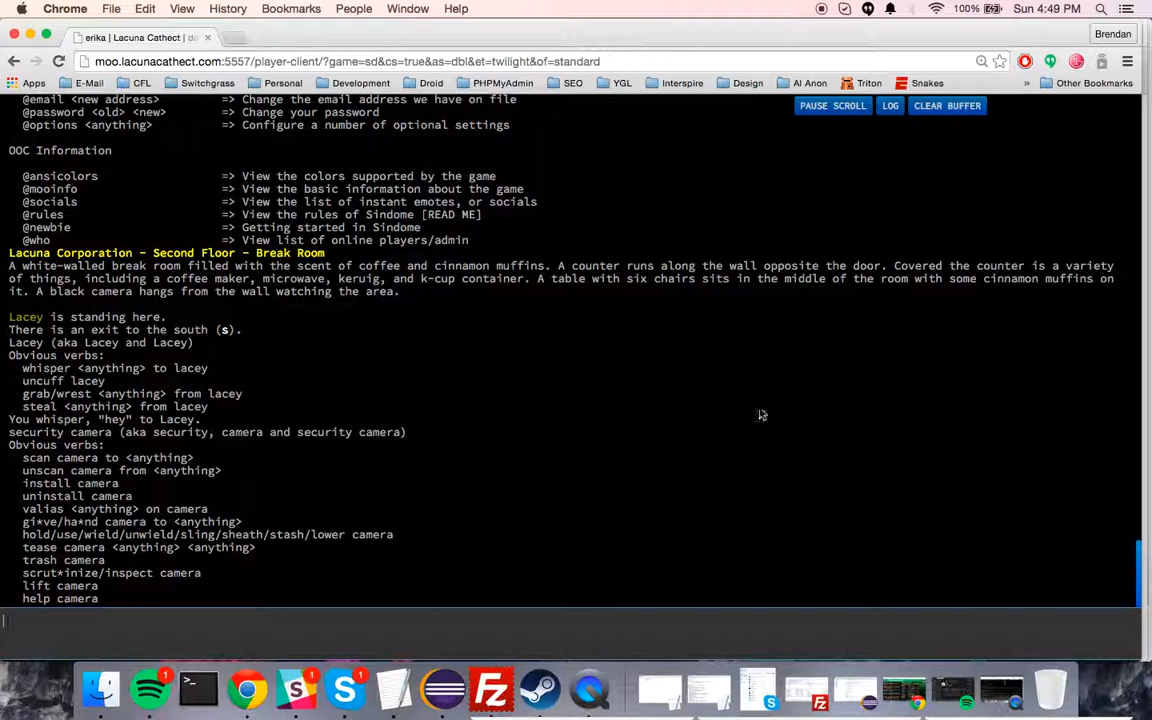 Chrome File Edit View History Bookmarks People Window Help 100% Sun 4:49 PM
erika | Lacuna Cathect | do × Brendan
moo.lacunacathect.com:5557/player-client/?game=sd&cs=true&as=dbl&et=twilight&of=standard
Apps E-Mail CFL Switchgrass Personal Development Droid PHPMyAdmin SEO YGL Interspire Design Al Anon Triton Snakes » Other Bookmarks
@email <new address> => Change the email address we have on file
PAUSE SCROLL LOG CLEAR BUFFER
@password <old> <new> => Change your password
@options <anything> => Configure a number of optional settings
OOC Information
@ansicolors => View the colors supported by the game
@mooinfo => View the basic information about the game
@socials => View the list of instant emotes, or socials
@rules => View the rules of Sindome [READ ME]
@newbie => Getting started in Sindome
@who => View list of online players/admin
Lacuna Corporation - Second Floor - Break Room
A white-walled break room filled with the scent of coffee and cinnamon muffins. A counter runs along the wall opposite the door. Covered the counter is a variety
of things, including a coffee maker, microwave, keruig, and k-cup container. A table with six chairs sits in the middle of the room with some cinnamon muffins on
it. A black camera hangs from the wall watching the area.
Lacey is standing here.
There is an exit to the south (s).
Lacey (aka Lacey and Lacey)
Obvious verbs:
whisper <anything> to lacey
uncuff lacey
grab/wrest <anything> from lacey
steal <anything> from lacey
You whisper, "hey" to Lacey.
security camera (aka security, camera and security camera)
Obvious verbs:
scan camera to <anything>
unscan camera from <anything>
install camera
uninstall camera
valias <anything> on camera
gi*ve/ha*nd camera to <anything>
hold/use/wield/unwield/sling/sheath/stash/lower camera
tease camera <anything> <anything>
trash camera
scrut*inize/inspect camera
lift camera
help camera
1 1 1